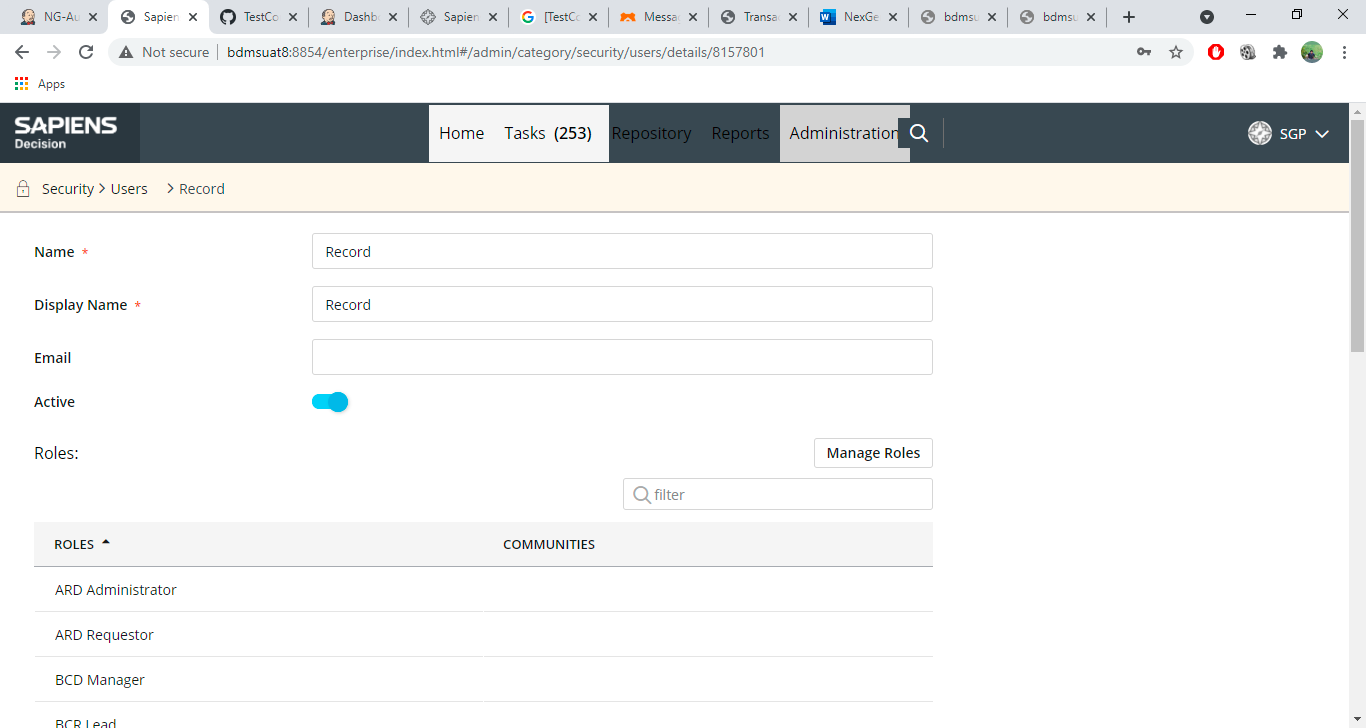 NG-Au
Sapien
TestCo
Dashb
Sapien
[TestCo
Messa
Transa
NexGe
bdmsu
bdmsu
Not secure
bdmsuat8:8854/enterprise/index.html#/admin/category/security/users/details/8157801
Apps
SAPIENS
Decision
Home Tasks (253) Repository Reports Administration
SGP
Security > Users > Record
Name *
Record
Display Name *
Record
Email
Active
Roles:
Manage Roles
filter
ROLES
COMMUNITIES
ARD Administrator
ARD Requestor
BCD Manager
BCR Lead